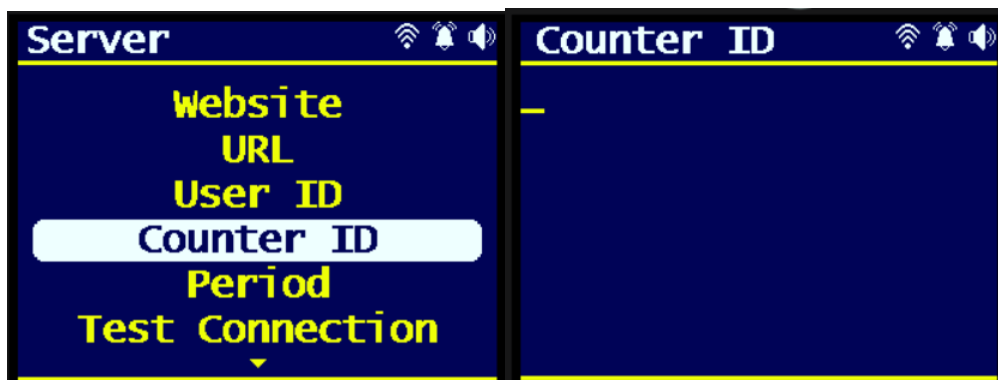 Server
Website
URL
User ID
Counter ID
Period
Test Connection
Counter ID